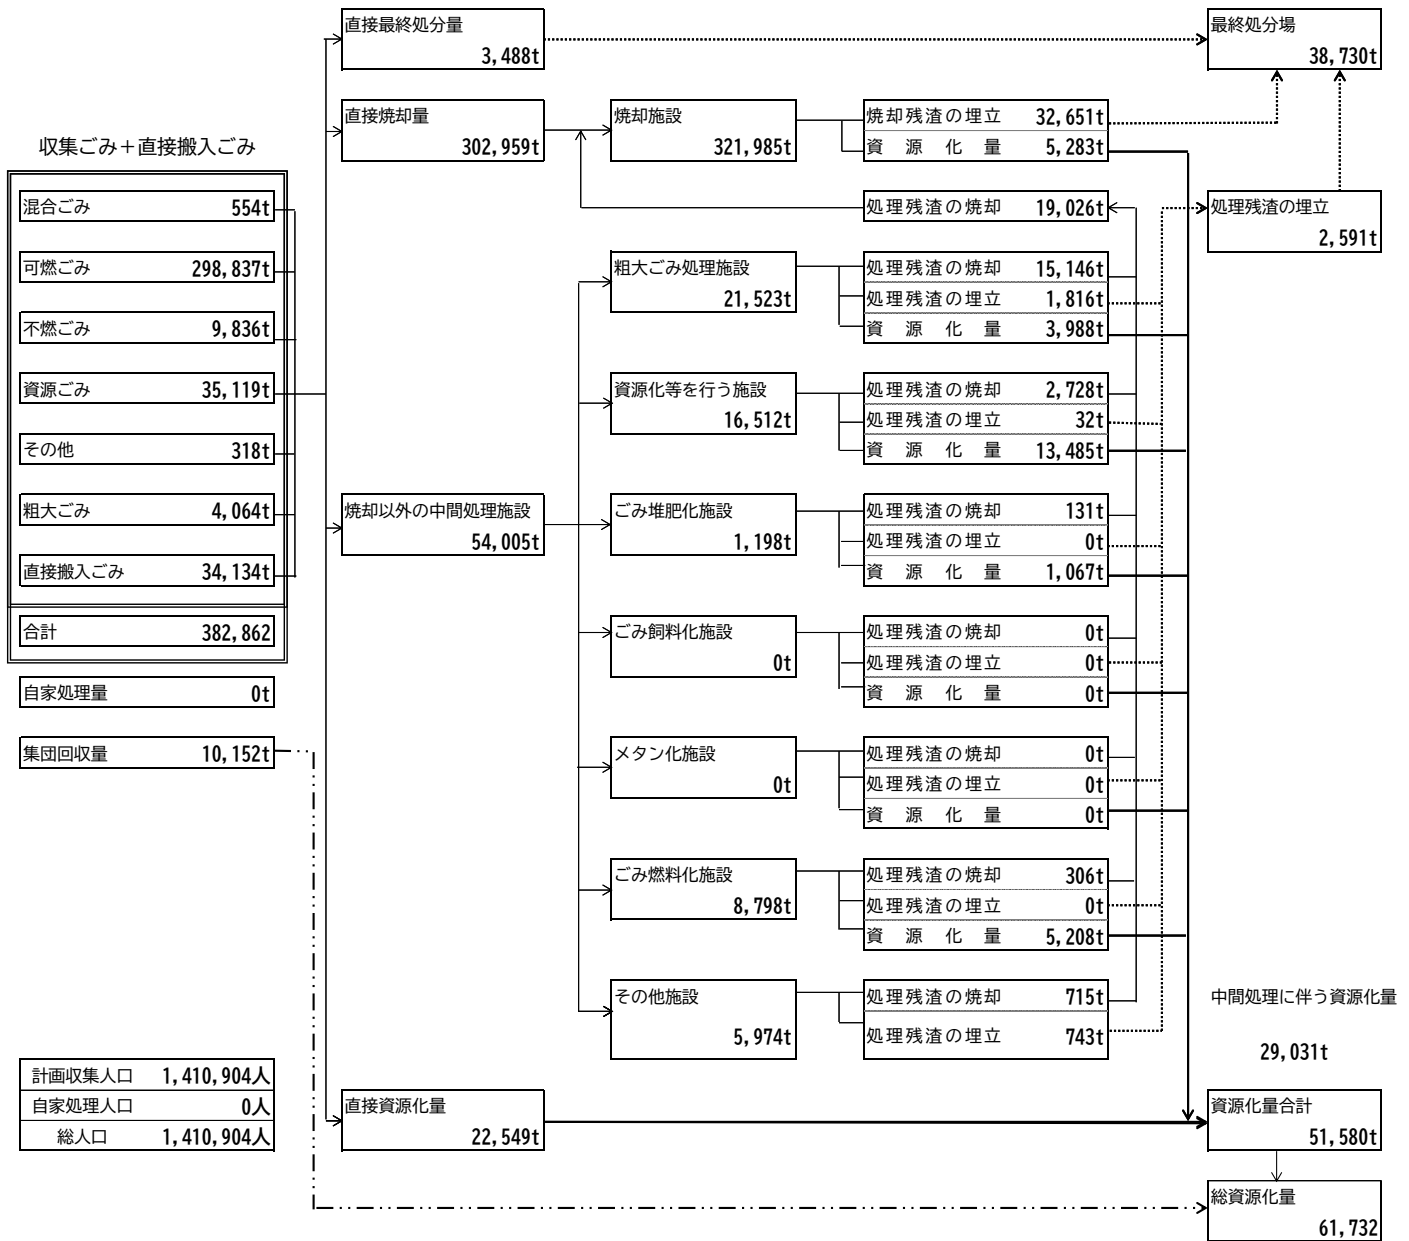 直接最終処分量
3,488t
最終処分場
38,730t
直接焼却量
302,959t
焼却施設
321,985t
焼却残渣の埋立 32,651t
資源化量 5,283t
収集ごみ+直接搬入ごみ
混合ごみ 554t
可燃ごみ 298,837t
不燃ごみ 9,836t
資源ごみ 35,119t
その他 318t
粗大ごみ 4,064t
直接搬入ごみ 34,134t
合計 382,862
自家処理量 0t
集団回収量 10,152t
処理残渣の焼却 19,026t
処理残渣の埋立
2,591t
粗大ごみ処理施設
21,523t
処理残渣の焼却 15,146t
処理残渣の埋立 1,816t
資源化量 3,988t
資源化等を行う施設
16,512t
処理残渣の焼却 2,728t
処理残渣の埋立 32t
資源化量 13,485t
焼却以外の中間処理施設
54,005t
ごみ堆肥化施設
1,198t
処理残渣の焼却 131t
処理残渣の埋立 0t
資源化量 1,067t
ごみ飼料化施設
0t
処理残渣の焼却 0t
処理残渣の埋立 0t
資源化量 0t
メタン化施設
0t
処理残渣の焼却 0t
処理残渣の埋立 0t
資源化量 0t
ごみ燃料化施設
8,798t
処理残渣の焼却 306t
処理残渣の埋立 0t
資源化量 5,208t
その他施設
5,974t
処理残渣の焼却 715t
処理残渣の埋立 743t
中間処理に伴う資源化量
29,031t
計画収集人口 1,410,904人
自家処理人口 0人
総人口 1,410,904人
直接資源化量
22,549t
資源化量合計
51,580t
総資源化量
61,732